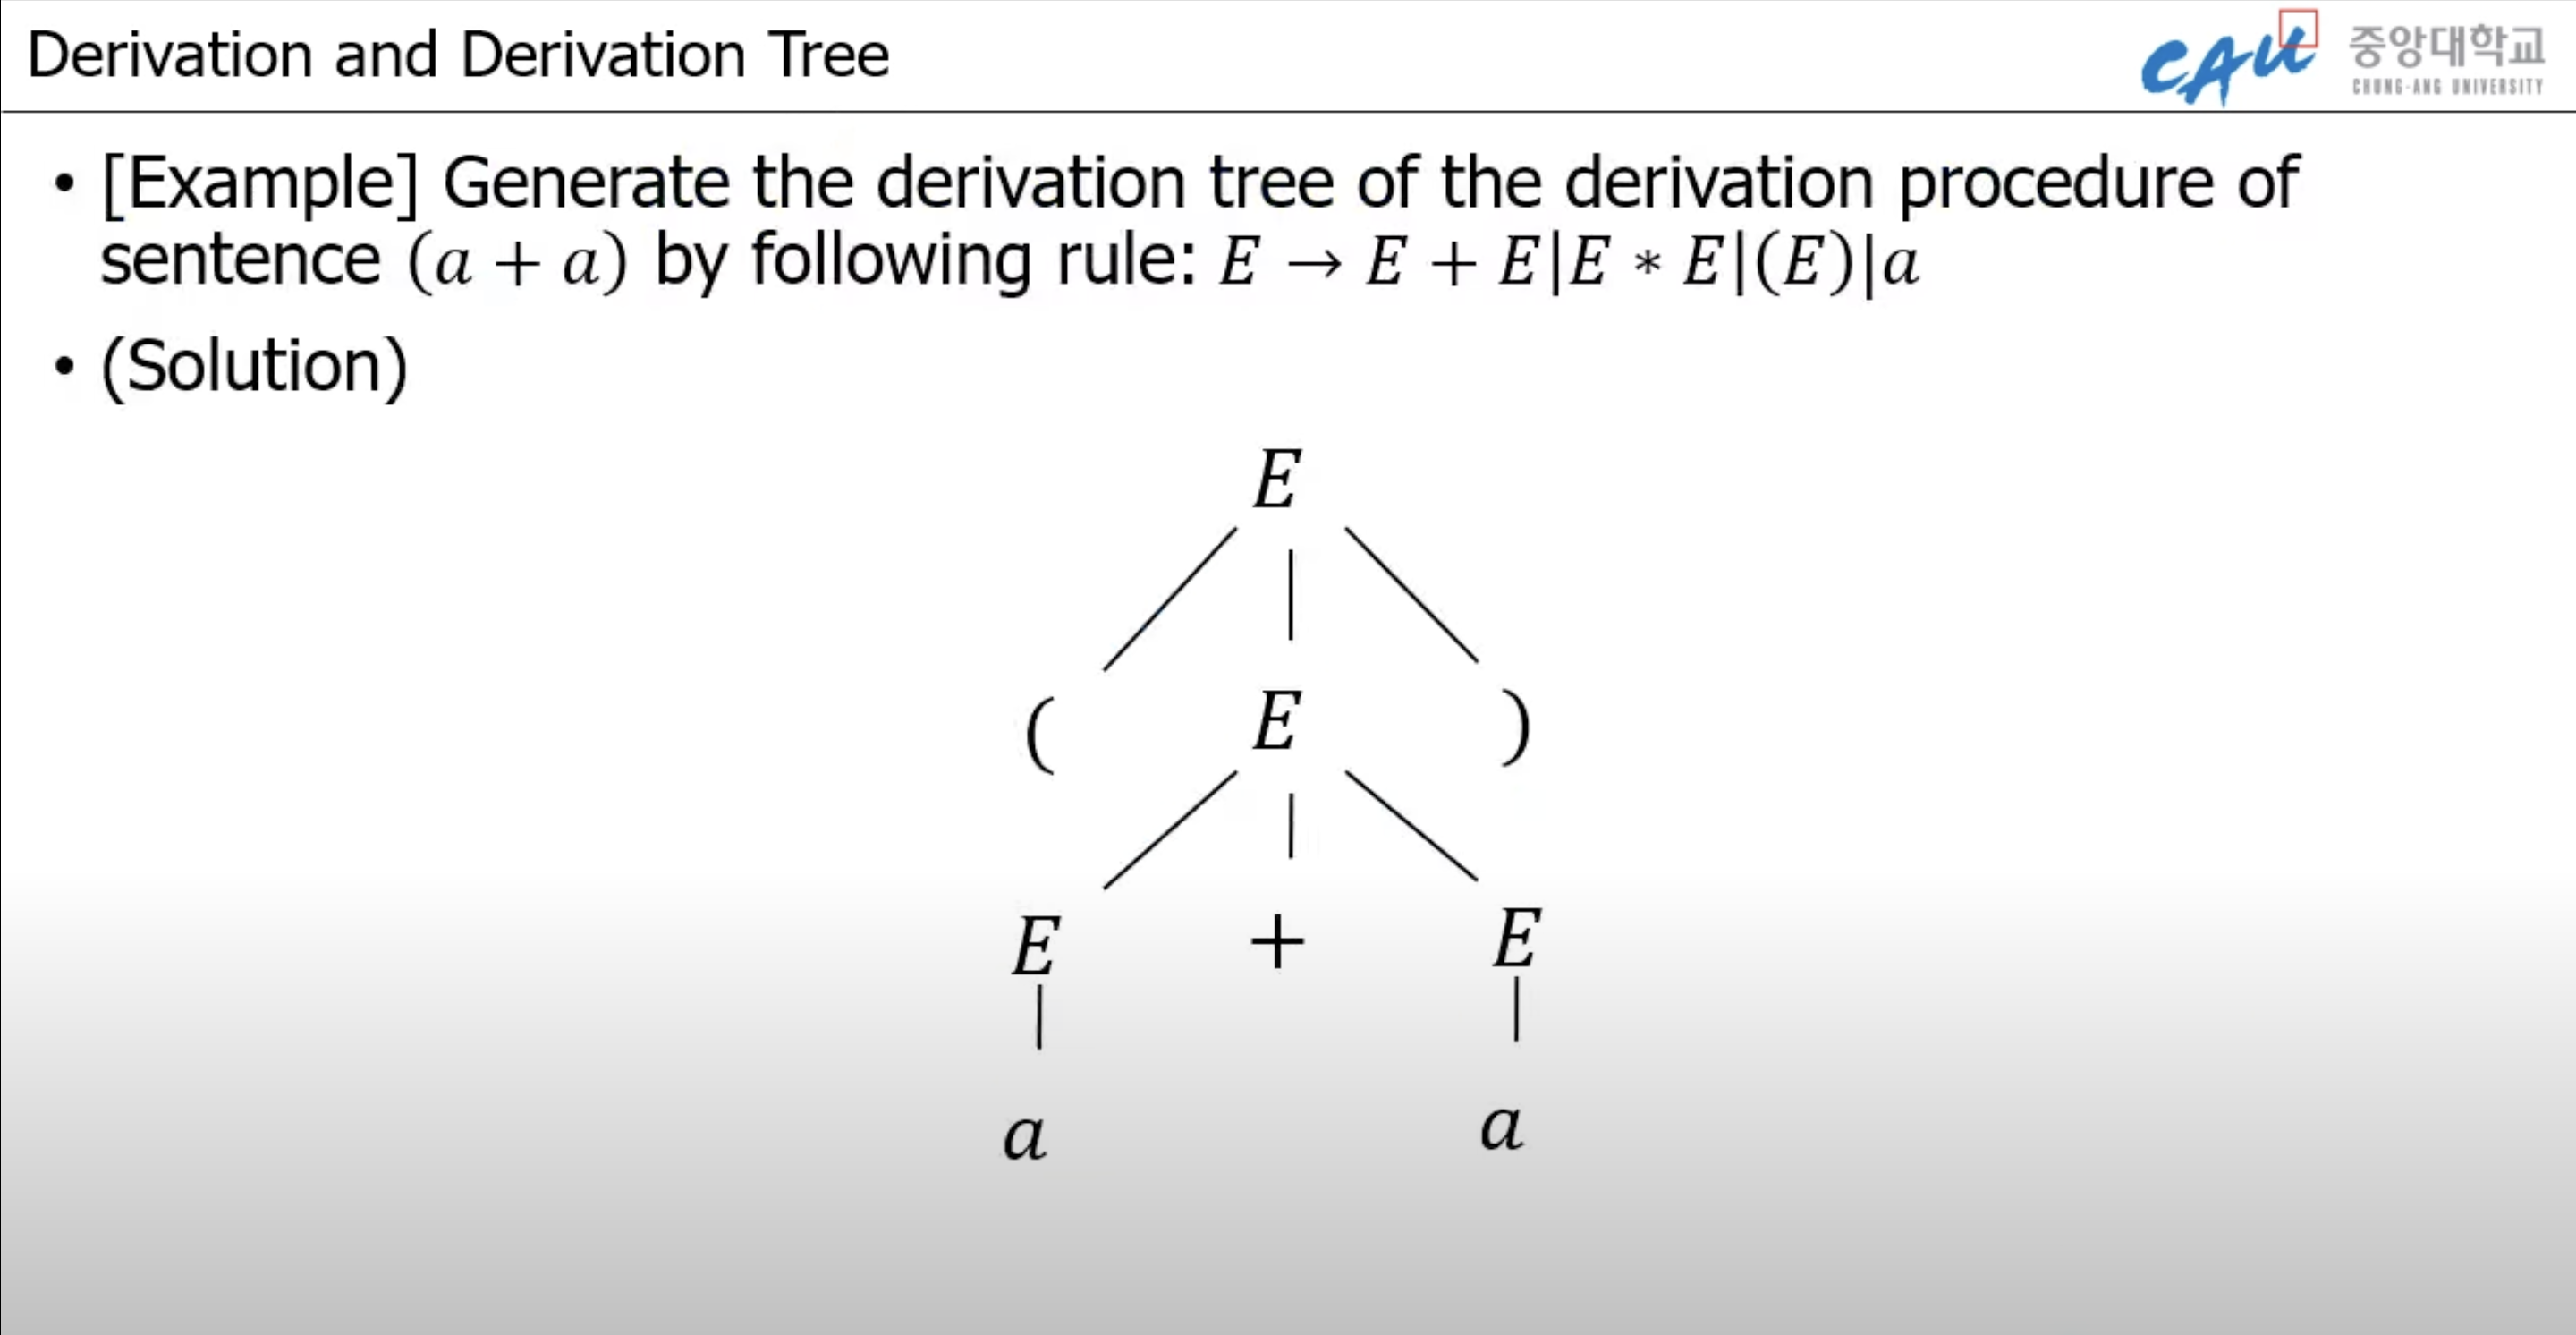 Derivation and Derivation Tree
CAU 중앙대학교
CHUNG-ANG UNIVERSITY
• [Example] Generate the derivation tree of the derivation procedure of
sentence (a + a) by following rule: E → E + E|E * E|(E)|a
• (Solution)
E
( E )
E + E
a a